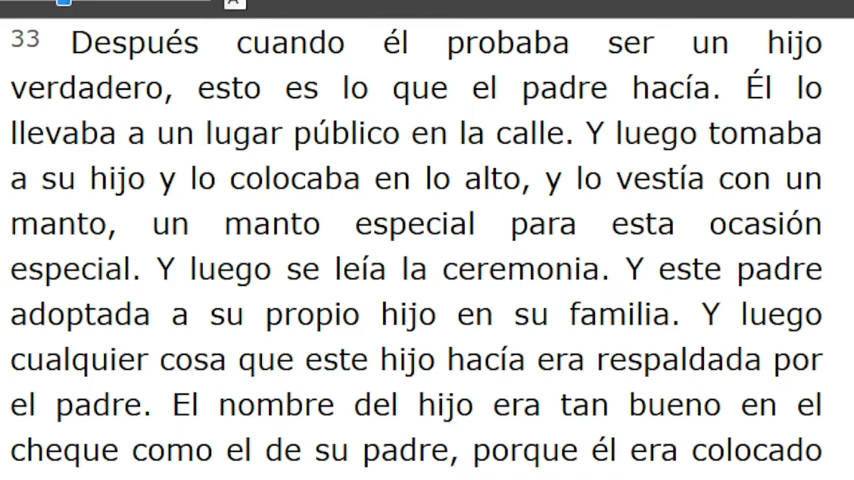 33 Después cuando él probaba ser un hijo
verdadero, esto es lo que el padre hacía. Él lo
llevaba a un lugar público en la calle. Y luego tomaba
a su hijo y lo colocaba en lo alto, y lo vestía con un
manto, un manto especial para esta ocasión
especial. Y luego se leía la ceremonia. Y este padre
adoptada a su propio hijo en su familia. Y luego
cualquier cosa que este hijo hacía era respaldada por
el padre. El nombre del hijo era tan bueno en el
cheque como el de su padre, porque él era colocado